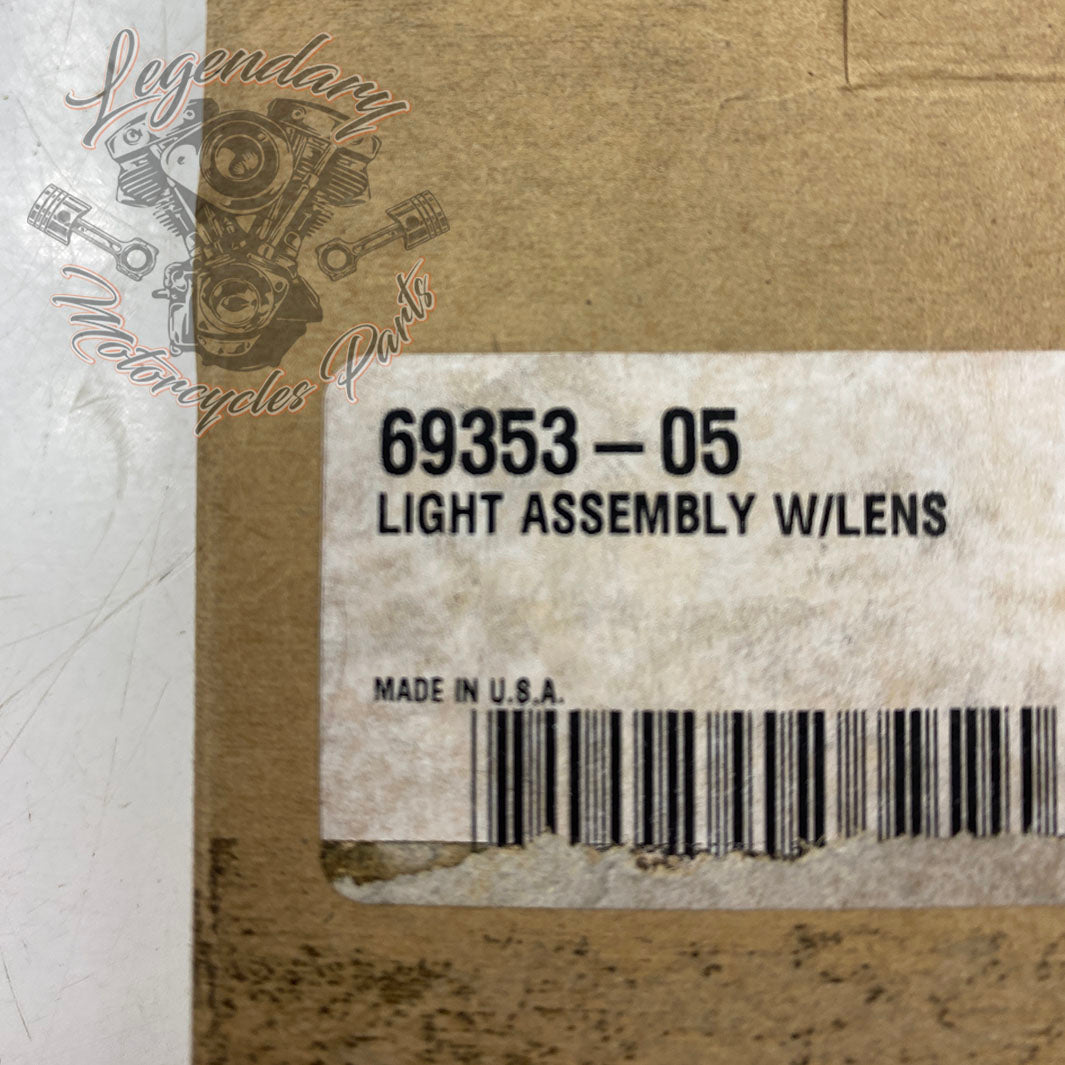 Legendary
Motorcycles Parts
69353-05
LIGHT ASSEMBLY W/LENS
MADE IN U.S.A.